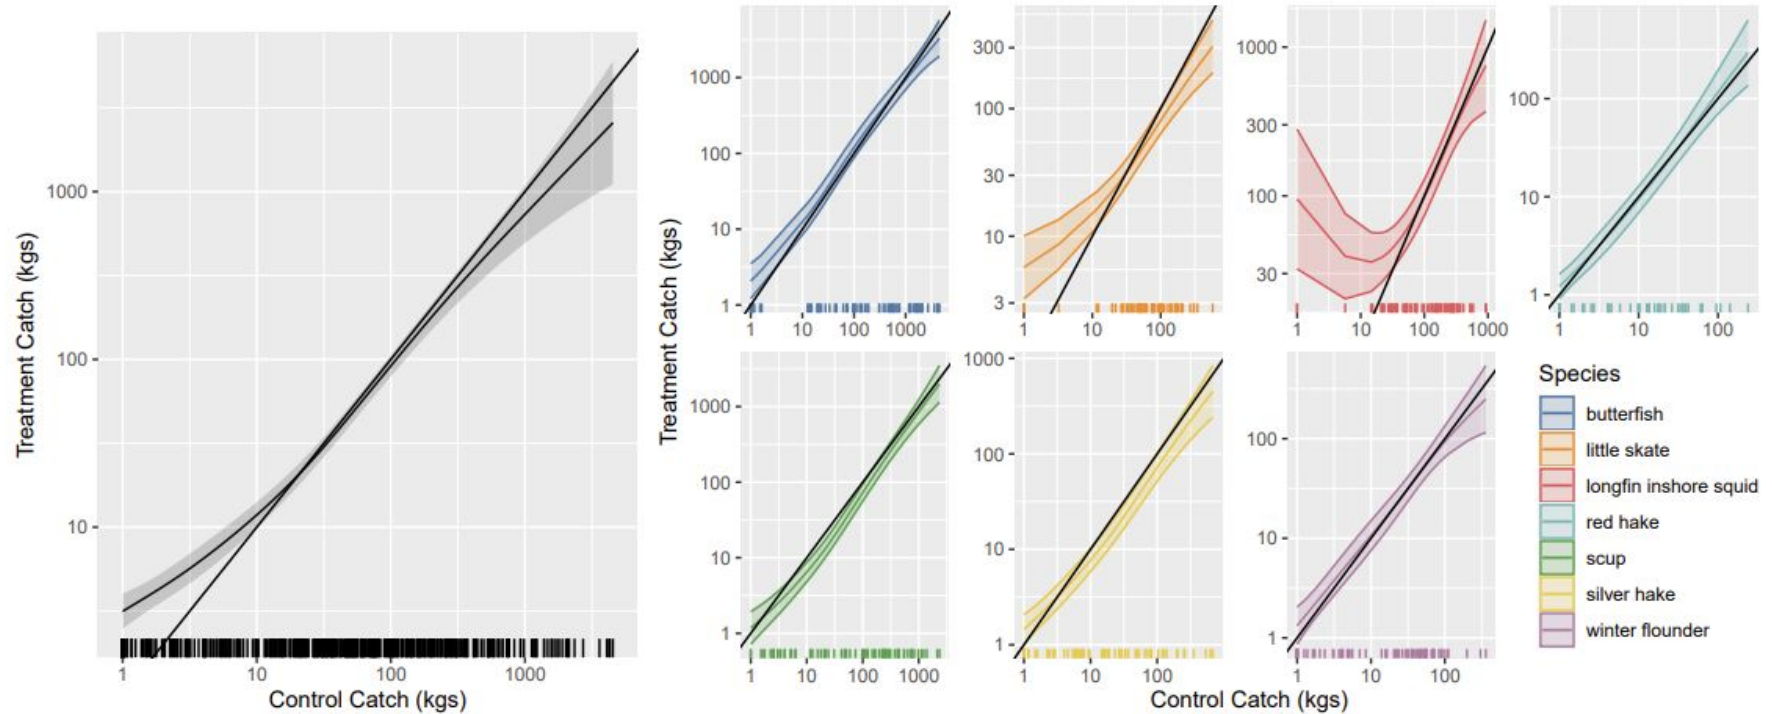 Treatment Catch (kgs)
1000
100
10
1 10 100 1000
Control Catch (kgs)
Treatment Catch (kgs)
1000
100
10
1
1 10 100 1000
300
100
30
10
3
1 10 100
1000
300
100
30
1 10 100 1000
100
10
1
1 10 100
1000
100
10
1
1 10 100 1000
1000
100
10
1
1 10 100
100
10
1
1 10 100
Control Catch (kgs)
Species
butterfish
little skate
longfin inshore squid
red hake
scup
silver hake
winter flounder